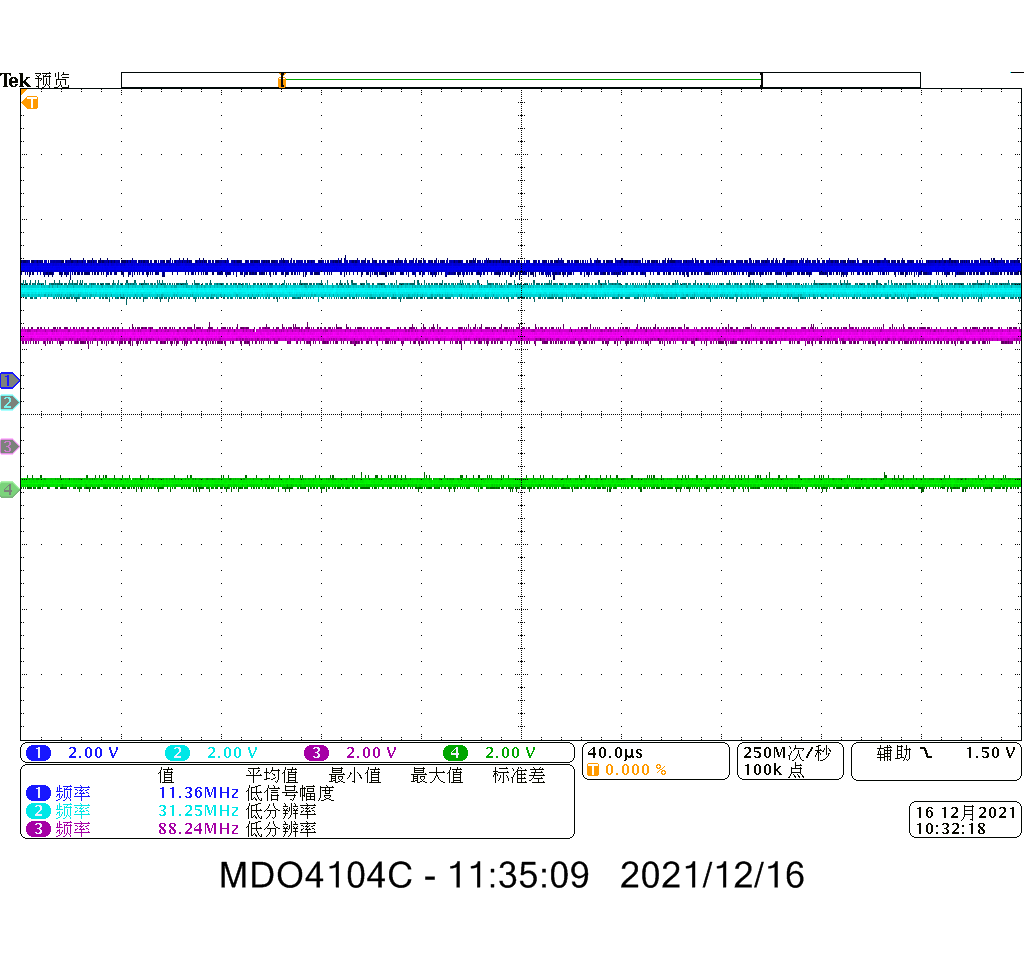 Tek 预览
T
1
2
3
4
1 2.00 V 2 2.00 V 3 2.00 V 4 2.00 V
40.0µs
T 0.000 %
250M次/秒
100k 点
辅助 1.50 V
值 平均值 最小值 最大值 标准差
1 频率 11.36MHz 低信号幅度
2 频率 31.25MHz 低分辨率
3 频率 88.24MHz 低分辨率
16 12月2021
10:32:18
MDO4104C - 11:35:09 2021/12/16